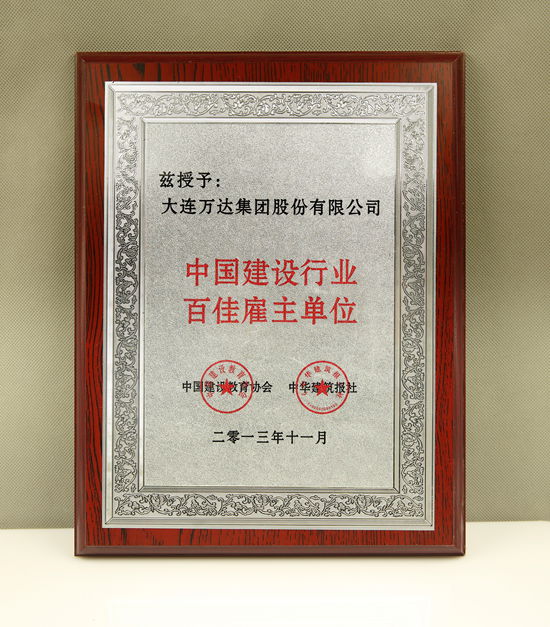 兹授予：
大连万达集团股份有限公司
中国建设行业
百佳雇主单位
中国建设教育协会 中华建筑报社
二零一三年十一月